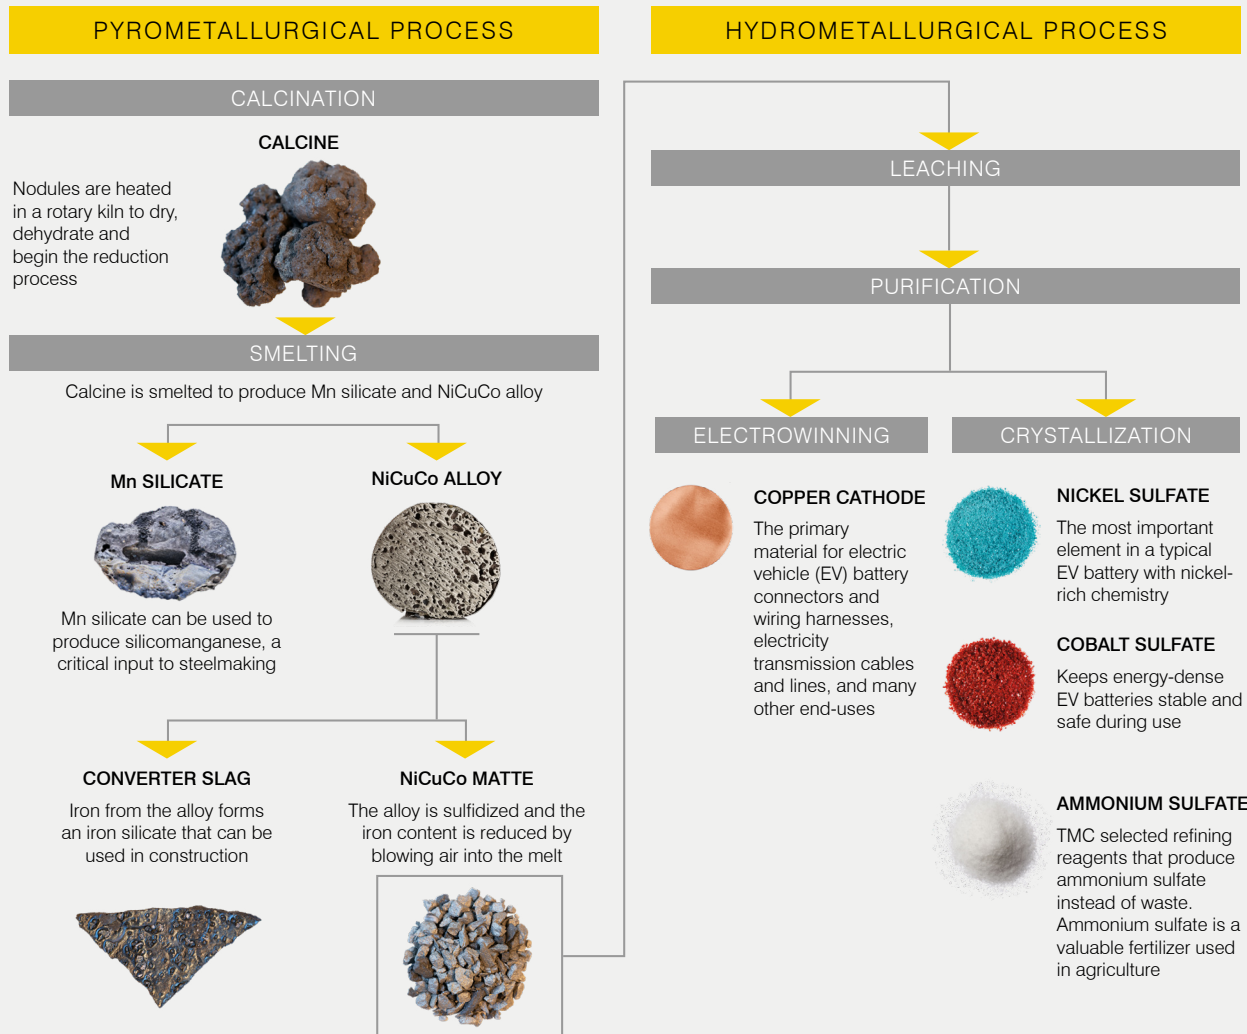 PYROMETALLURGICAL PROCESS
CALCINATION
CALCINE
Nodules are heated
in a rotary kiln to dry,
dehydrate and
begin the reduction
process
SMELTING
Calcine is smelted to produce Mn silicate and NiCuCo alloy
Mn SILICATE
Mn silicate can be used to
produce silicomanganese, a
critical input to steelmaking
NiCuCo ALLOY
CONVERTER SLAG
Iron from the alloy forms
an iron silicate that can be
used in construction
NiCuCo MATTE
The alloy is sulfidized and the
iron content is reduced by
blowing air into the melt
HYDROMETALLURGICAL PROCESS
LEACHING
PURIFICATION
ELECTROWINNING
COPPER CATHODE
The primary
material for electric
vehicle (EV) battery
connectors and
wiring harnesses,
electricity
transmission cables
and lines, and many
other end-uses
CRYSTALLIZATION
NICKEL SULFATE
The most important
element in a typical
EV battery with nickel-
rich chemistry
COBALT SULFATE
Keeps energy-dense
EV batteries stable and
safe during use
AMMONIUM SULFATE
TMC selected refining
reagents that produce
ammonium sulfate
instead of waste.
Ammonium sulfate is a
valuable fertilizer used
in agriculture